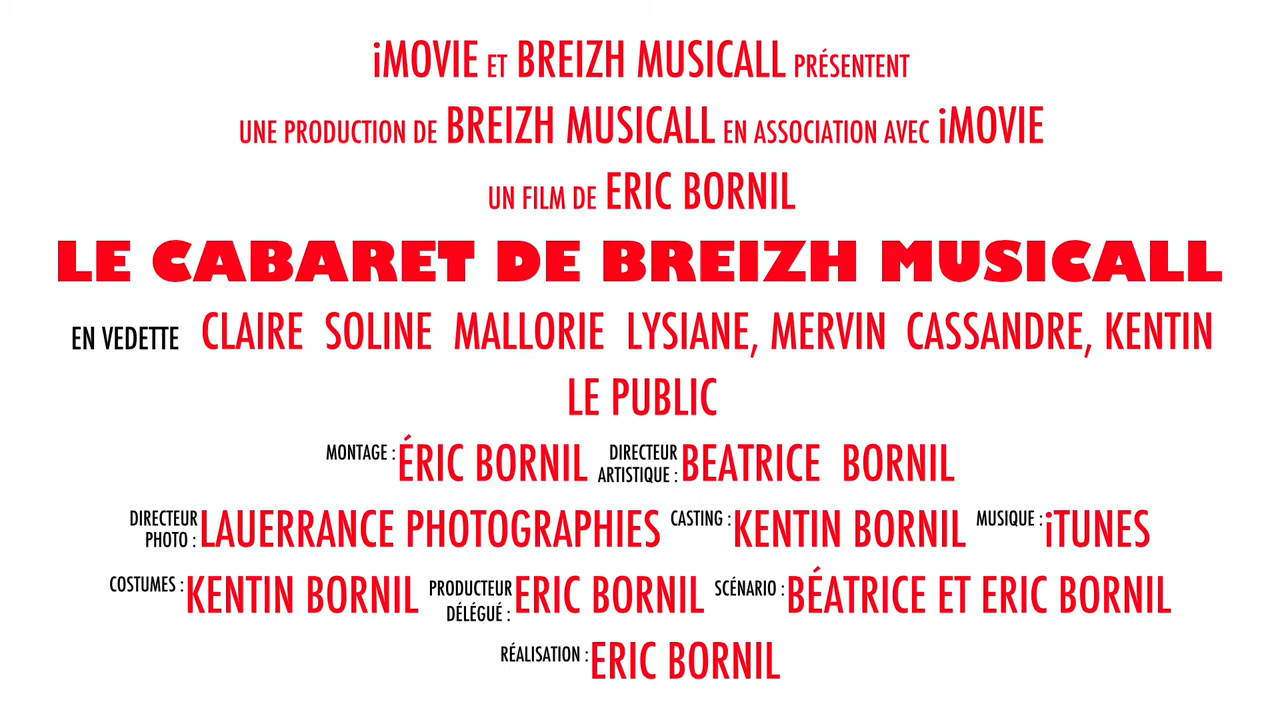 iMOVIE ET BREIZH MUSICALL PRÉSENTENT
UNE PRODUCTION DE BREIZH MUSICALL EN ASSOCIATION AVEC iMOVIE
UN FILM DE ERIC BORNIL
LE CABARET DE BREIZH MUSICALL
EN VEDETTE CLAIRE SOLINE MALLORIE LYSIANE, MERVIN CASSANDRE, KENTIN
LE PUBLIC
MONTAGE : ÉRIC BORNIL DIRECTEUR ARTISTIQUE : BEATRICE BORNIL
DIRECTEUR PHOTO : LAUERRANCE PHOTOGRAPHIES CASTING : KENTIN BORNIL MUSIQUE : iTUNES
COSTUMES : KENTIN BORNIL PRODUCTEUR DÉLÉGUÉ : ERIC BORNIL SCÉNARIO : BÉATRICE ET ERIC BORNIL
RÉALISATION : ERIC BORNIL